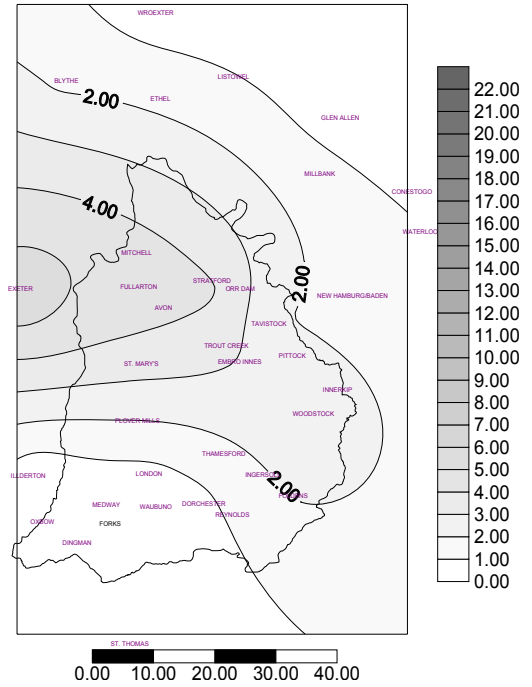 WROEXTER
BLYTHE
LISTOWEL
2.00
ETHEL
GLEN ALLEN
MILLBANK
CONESTOGO
4.00
WATERLOO
MITCHELL
EXETER
FULLARTON
STRATFORD
ORR DAM
2.00
NEW HAMBURG/BADEN
AVON
TAVISTOCK
TROUT CREEK
PITTOCK
ST. MARY'S
EMBRO INNES
INNERKIP
WOODSTOCK
PLOVER MILLS
THAMESFORD
ILLDERTON
LONDON
INGERSOLL
2.00
MEDWAY
WAUBUNO
DORCHESTER
REYNOLDS
OXBOW
FORKS
DINGMAN
ST. THOMAS
0.00 10.00 20.00 30.00 40.00
22.00
21.00
20.00
19.00
18.00
17.00
16.00
15.00
14.00
13.00
12.00
11.00
10.00
9.00
8.00
7.00
6.00
5.00
4.00
3.00
2.00
1.00
0.00